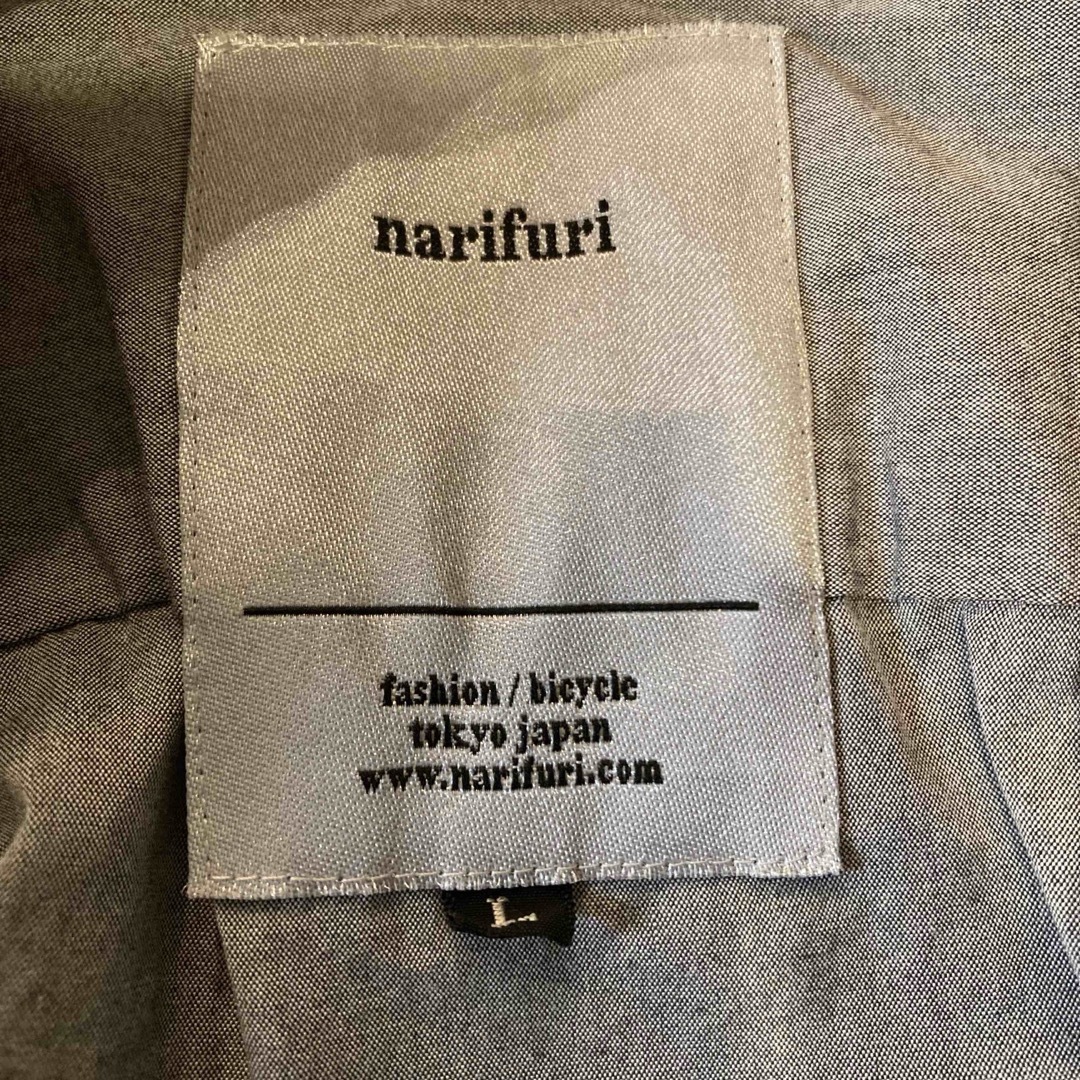 narifuri
fashion / bicycle
tokyo japan
www.narifuri.com
L